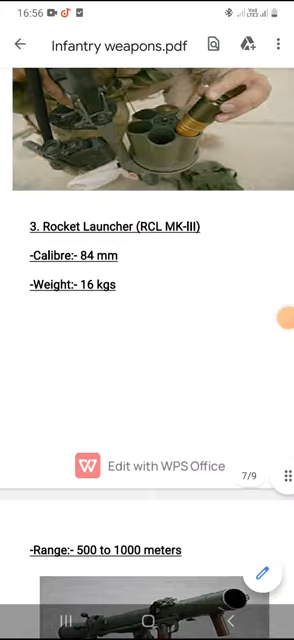 16:56
Infantry weapons.pdf
3. Rocket Launcher (RCL MK-III)
-Calibre:- 84 mm
-Weight:- 16 kgs
Edit with WPS Office
7/9
-Range:- 500 to 1000 meters